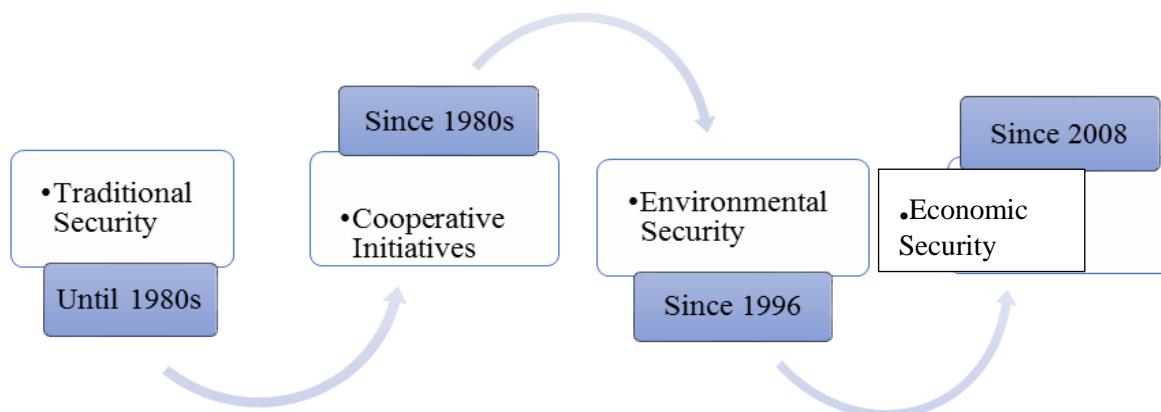 •Traditional
Security
Until 1980s
Since 1980s
•Cooperative
Initiatives
•Environmental
Security
Since 1996
Since 2008
•Economic
Security